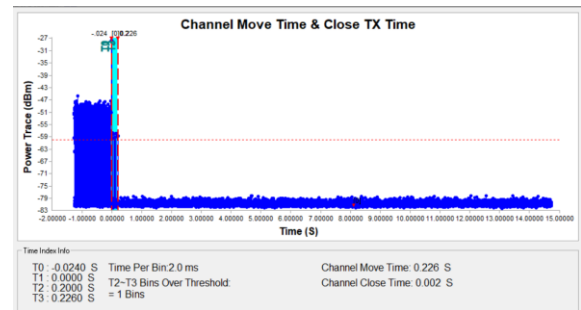 Channel Move Time & Close TX Time
-.024 [0] 0.226
-27
-31
-35
-39
-43
-47
-51
-55
-59
-63
-67
-71
-75
-79
-83
Power Trace (dBm)
-2.00000 -1.00000 0.00000 1.00000 2.00000 3.00000 4.00000 5.00000 6.00000 7.00000 8.00000 9.00000 10.00000 11.00000 12.00000 13.00000 14.00000 15.00000
Time (S)
Time Index Info
T0 : -0.0240 S Time Per Bin:2.0 ms Channel Move Time: 0.226 S
T1 : 0.0000 S T2~T3 Bins Over Threshold: Channel Close Time: 0.002 S
T2 : 0.2000 S = 1 Bins
T3 : 0.2260 S